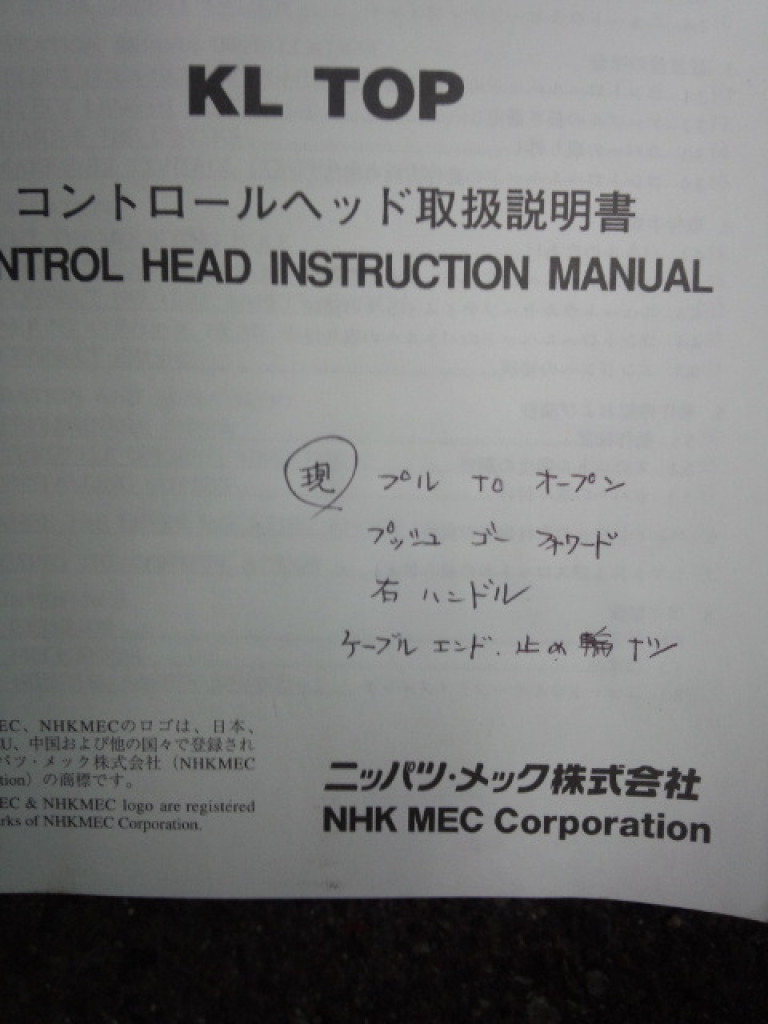 KL TOP
コントロールヘッド取扱説明書
NTROL HEAD INSTRUCTION MANUAL
現 プル TO オープン
プッシュ ゴー フォワード
右 ハンドル
ケーブル エンド、止め輪 ナシ
EC、NHKMECのロゴは、日本、
U、中国および他の国々で登録され
パツ・メック株式会社（NHKMEC
tion）の商標です。
EC & NHKMEC logo are registered
rks of NHKMEC Corporation.
ニッパツ・メック株式会社
NHK MEC Corporation